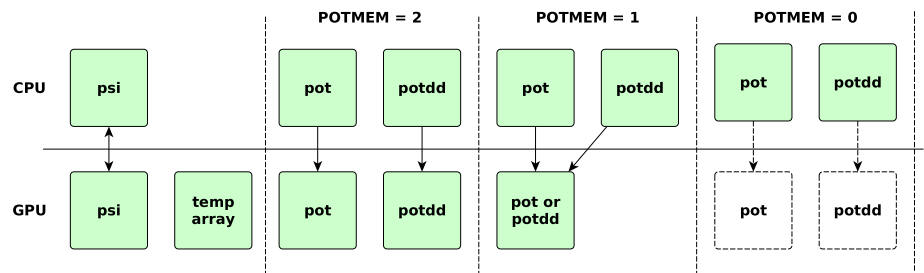 POTMEM = 2
POTMEM = 1
POTMEM = 0
CPU
psi
pot
potdd
pot
potdd
pot
potdd
GPU
psi
temp
array
pot
potdd
pot or
potdd
pot
potdd